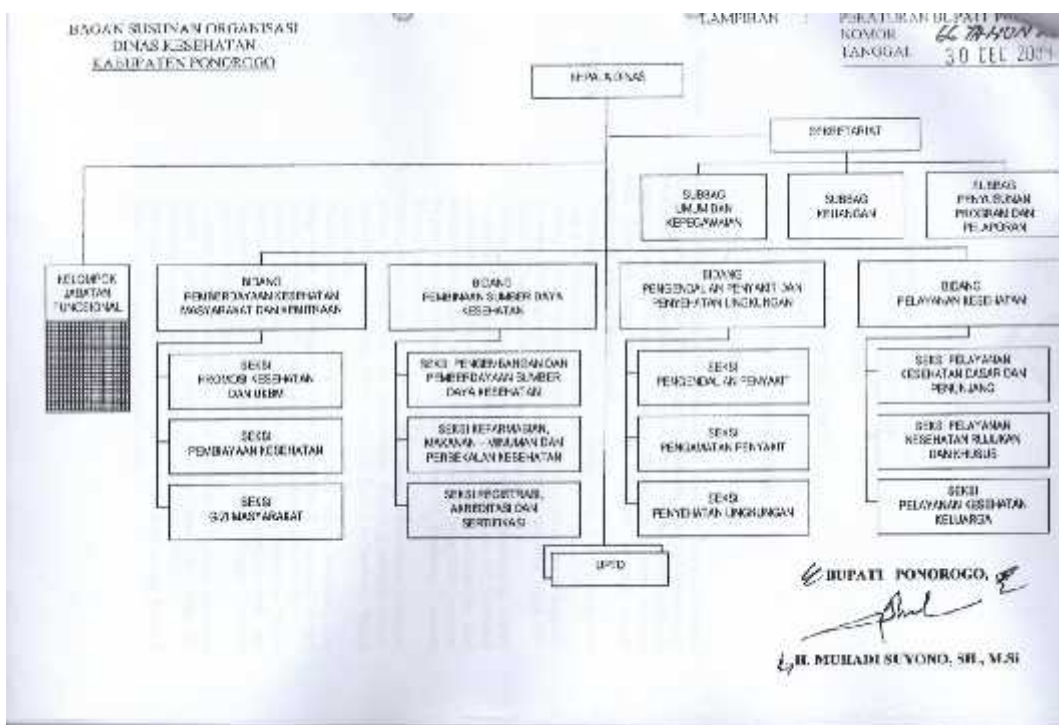 BAGAN SUSUNAN ORGANISASI
DINAS KESEHATAN
KABUPATEN PONOROGO
LAMPIRAN
PERATURAN BUPATI
NOMOR 66 TAHUN
TANGGAL 30 DEC
KEPALA DINAS
SEKRETARIAT
SUBBAG
UMUM DAN
KEPEGAWAIAN
SUBBAG
KEUANGAN
SUBBAG
PENYUSUNAN
PROGRAM DAN
PELAPORAN
KELOMPOK
JABATAN
FUNGSIONAL
BIDANG
PEMBERDAYAAN KESEHATAN
MASYARAKAT DAN KEMITRAAN
SEKSI
PROMOSI KESEHATAN
DAN UKBM
SEKSI
PEMBIAYAAN KESEHATAN
SEKSI
GIZI MASYARAKAT
BIDANG
PEMBINAAN SUMBER DAYA
KESEHATAN
SEKSI PENGEMBANGAN DAN
PEMBERDAYAAN SUMBER
DAYA KESEHATAN
SEKSI KEFARMASIAN,
MAKANAN - MINUMAN DAN
PERBEKALAN KESEHATAN
SEKSI REGISTRASI,
AKREDITASI DAN
SERTIFIKASI
BIDANG
PENGENDALIAN PENYAKIT DAN
PENYEHATAN LINGKUNGAN
SEKSI
PENGENDALIAN PENYAKIT
SEKSI
PENGAMATAN PENYAKIT
SEKSI
PENYEHATAN LINGKUNGAN
BIDANG
PELAYANAN KESEHATAN
SEKSI PELAYANAN
KESEHATAN DASAR DAN
PENUNJANG
SEKSI PELAYANAN
KESEHATAN RUJUKAN
DAN KHUSUS
SEKSI
PELAYANAN KESEHATAN
KELUARGA
UPTD
BUPATI PONOROGO,
H. MUHADI SUYONO, SH., M.Si